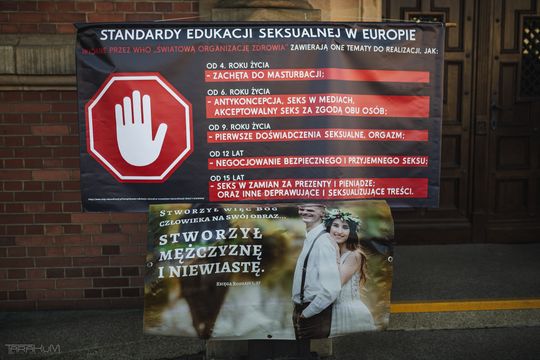 STANDARDY EDUKACJI SEKSUALNEJ W EUROPIE
WYDANE PRZEZ WHO „ŚWIATOWĄ ORGANIZACJĘ ZDROWIA” ZAWIERAJĄ ONE TEMATY DO REALIZACJI, JAK:
OD 4. ROKU ŻYCIA
- ZACHĘTA DO MASTURBACJI;
OD 6. ROKU ŻYCIA
- ANTYKONCEPCJA, SEKS W MEDIACH,
AKCEPTOWALNY SEKS ZA ZGODĄ OBU OSÓB;
OD 9. ROKU ŻYCIA
- PIERWSZE DOŚWIADCZENIA SEKSUALNE, ORGAZM;
OD 12 LAT
- NEGOCJOWANIE BEZPIECZNEGO I PRZYJEMNEGO SEKSU;
OD 15 LAT
- SEKS W ZAMIAN ZA PREZENTY I PIENIĄDZE;
ORAZ INNE DEPRAWUJĄCE I SEKSUALIZUJĄCE TREŚCI.
STWORZYŁ WIĘC BÓG
CZŁOWIEKA NA SWÓJ OBRAZ...
STWORZYŁ
MĘŻCZYZNĘ
I NIEWIASTĘ.
KSIĘGA RODZAJU 1, 27
TARAKUM